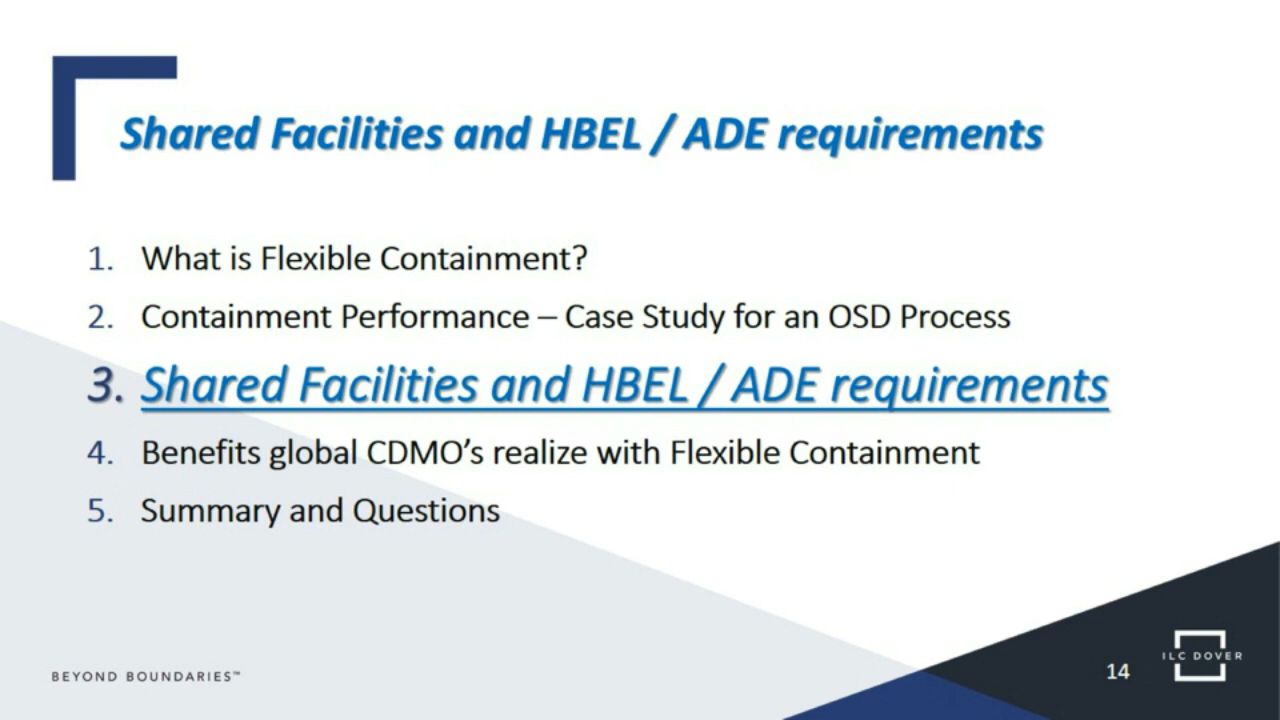 Shared Facilities and HBEL / ADE requirements
1. What is Flexible Containment?
2. Containment Performance – Case Study for an OSD Process
3. Shared Facilities and HBEL / ADE requirements
4. Benefits global CDMO’s realize with Flexible Containment
5. Summary and Questions
BEYOND BOUNDARIES™
14
ILC DOVER